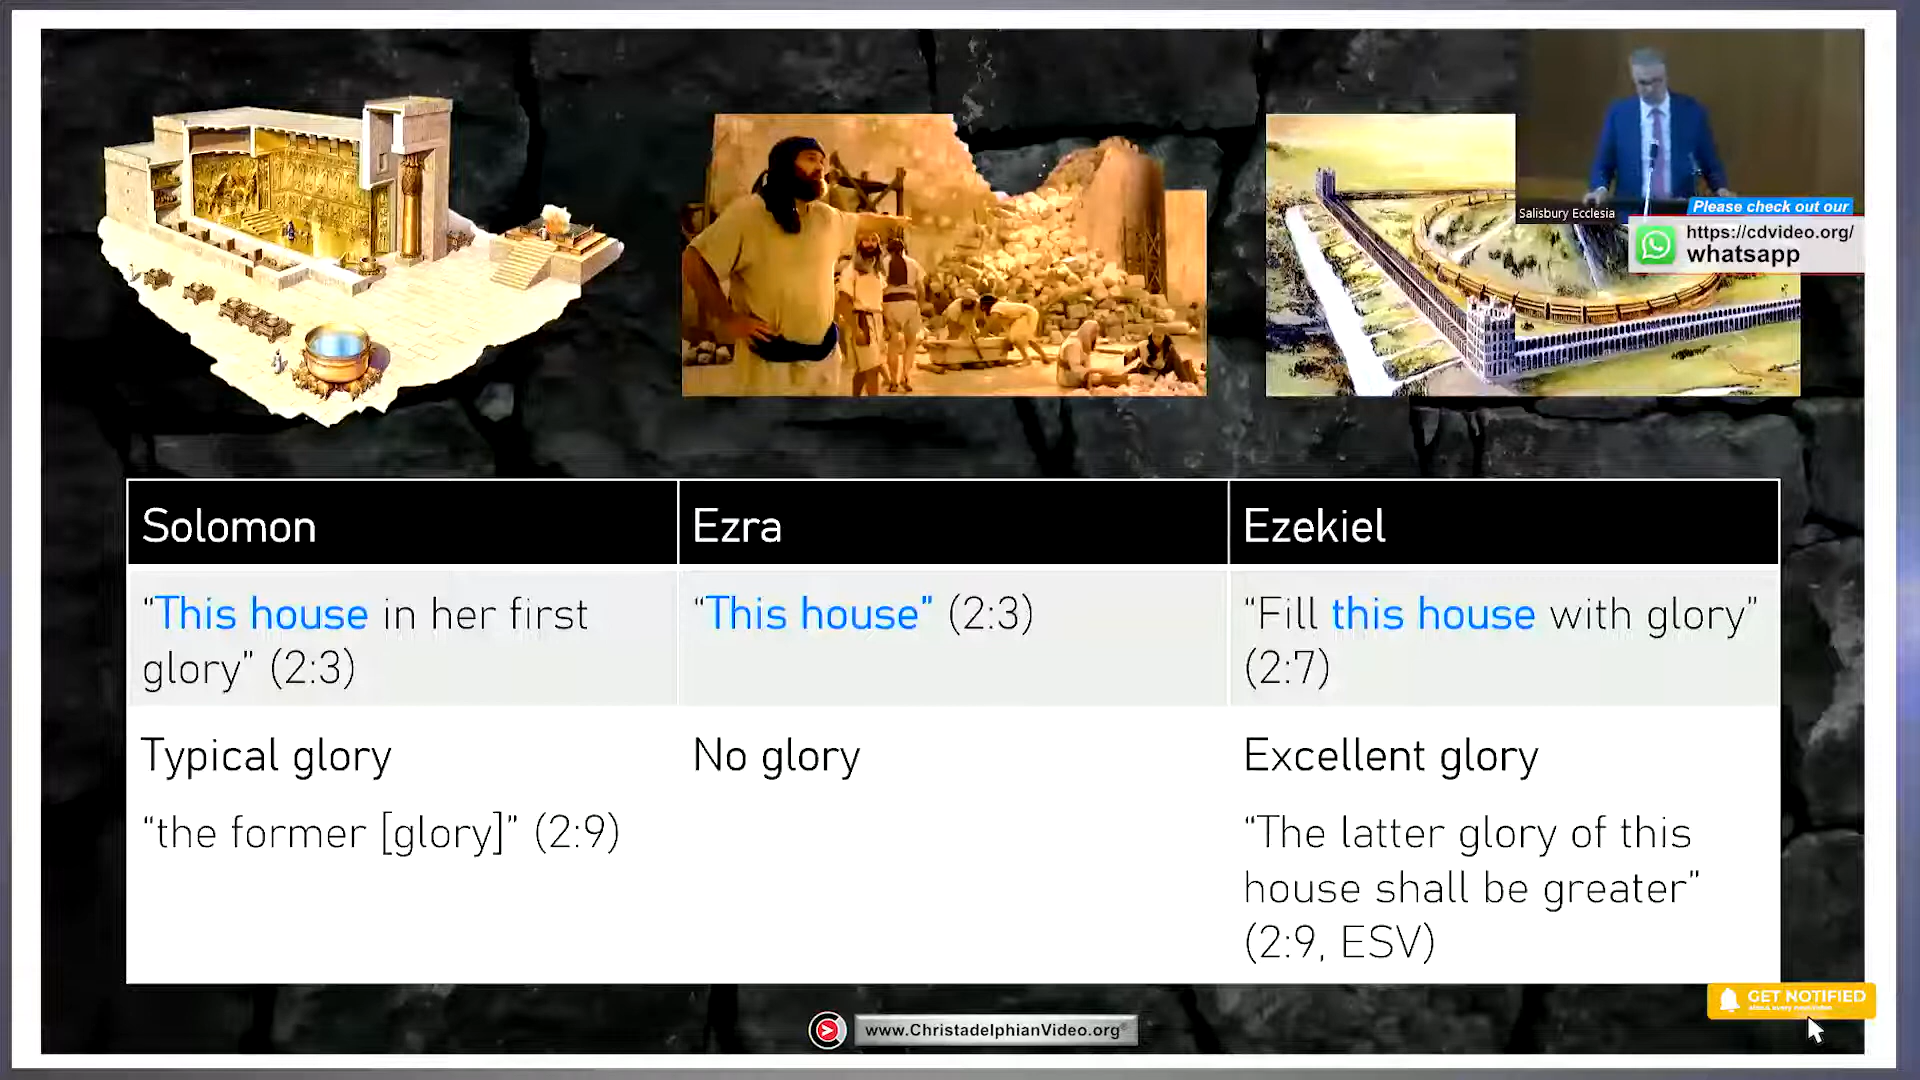 Salisbury Ecclesia
Please check out our
https://cdvideo.org/
whatsapp
Solomon
Ezra
Ezekiel
“This house in her first
glory” (2:3)
“This house” (2:3)
“Fill this house with glory”
(2:7)
Typical glory
“the former [glory]” (2:9)
No glory
Excellent glory
“The latter glory of this
house shall be greater”
(2:9, ESV)
GET NOTIFIED
www.ChristadelphianVideo.org